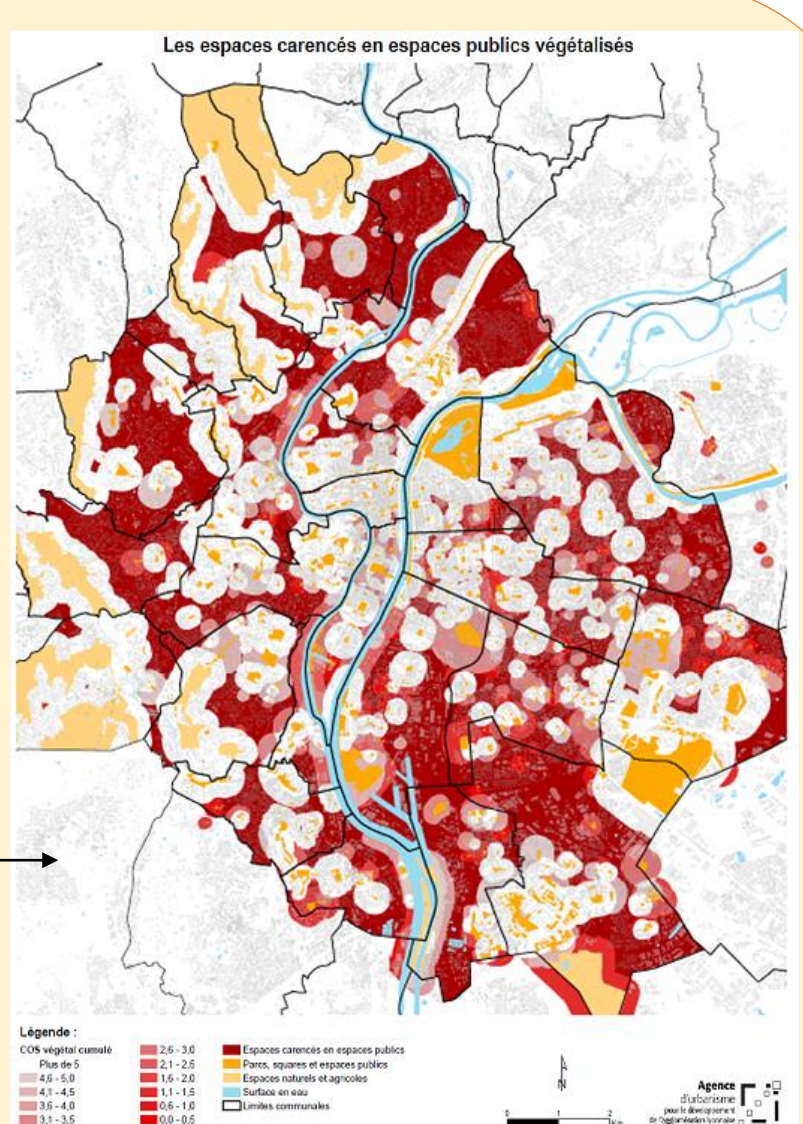 Les espaces carencés en espaces publics végétalisés
Légende :
COS végétal cumulé
Plus de 5
4,6 - 5,0
4,1 - 4,5
3,6 - 4,0
3,1 - 3,5
2,6 - 3,0
2,1 - 2,5
1,6 - 2,0
1,1 - 1,5
0,6 - 1,0
0,0 - 0,5
Espaces carencés en espaces publics
Parcs, squares et espaces publics
Espaces naturels et agricoles
Surface en eau
Limites communales
N
0 1 2
Km
Agence
d'urbanisme
pour le développement
de l'agglomération lyonnaise